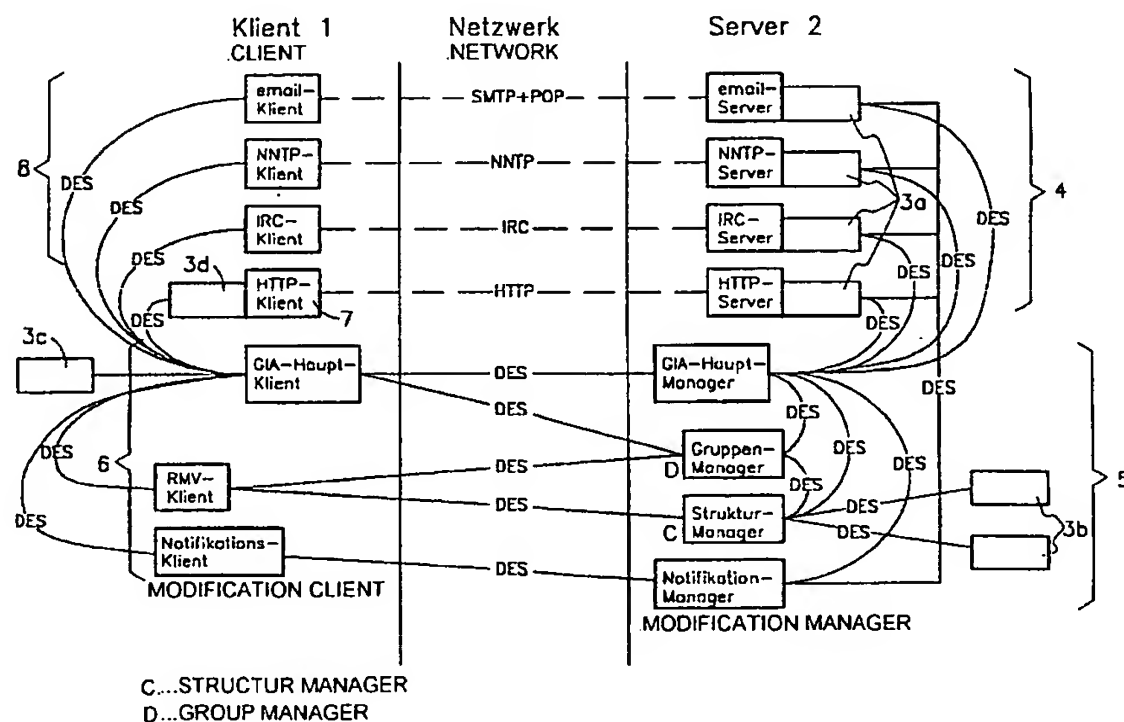 Klient 1
.CLIENT
Netzwerk
.NETWORK
Server 2
email-
Klient
SMTP+POP
email-
Server
8
DES
NNTP-
Klient
NNTP
NNTP-
Server
4
DES
IRC-
Klient
IRC
IRC-
Server
3a
DES
DES
3d
HTTP-
Klient
HTTP
HTTP-
Server
DES
DES
7
DES
DES
3c
GIA-Haupt-
Klient
DES
GIA-Haupt-
Manager
DES
DES
DES
Gruppen-
Manager
D
DES
DES
DES
6
RMV-
Klient
DES
5
DES
DES
Struktur-
Manager
C
DES
DES
DES
3b
Notifikations-
Klient
DES
Notifikation-
Manager
MODIFICATION CLIENT
.MODIFICATION MANAGER
C...STRUCTUR MANAGER
D...GROUP MANAGER